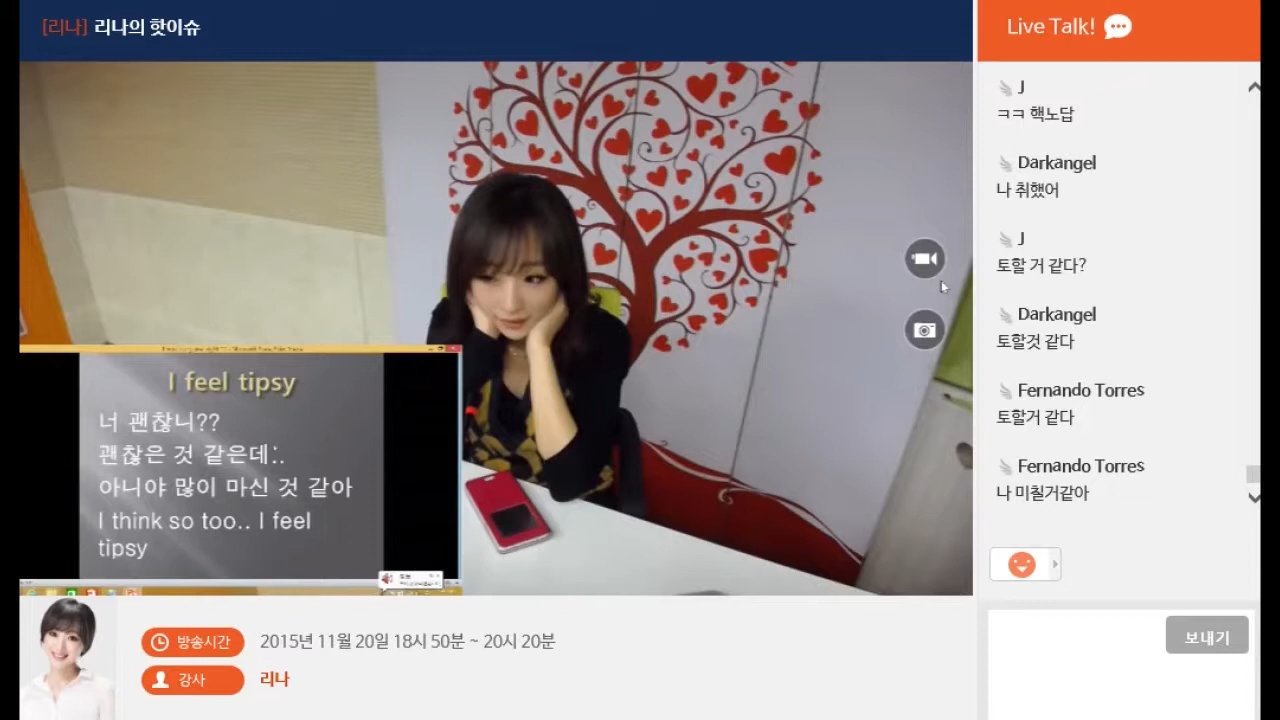 [리나] 리나의 핫이슈
Live Talk!
J
ㅋㅋ 핵노답
Darkangel
나 취했어
J
토할 거 같다?
Darkangel
토할것 같다
Fernando Torres
토할거 같다
Fernando Torres
나 미칠거같아
I feel tipsy
너 괜찮니??
괜찮은 것 같은데..
아니야 많이 마신 것 같아
I think so too.. I feel
tipsy
방송시간
2015년 11월 20일 18시 50분 ~ 20시 20분
강사
리나
보내기